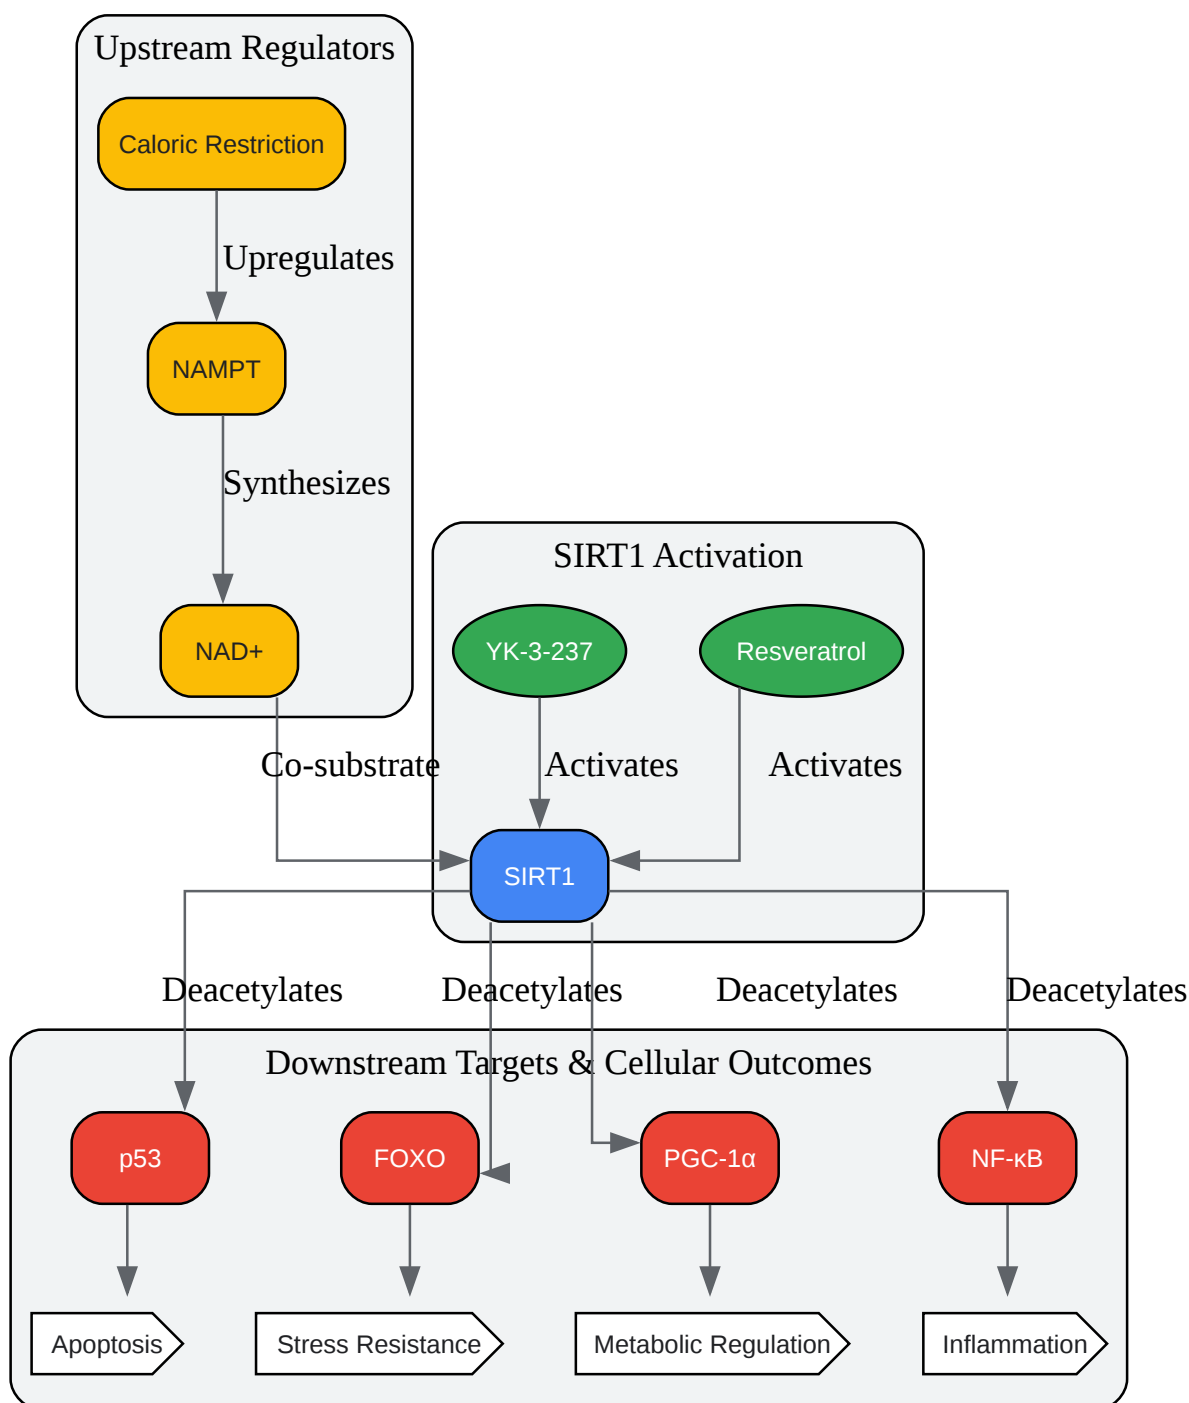 Upstream Regulators
Caloric Restriction
Upregulates
NAMPT
Synthesizes
NAD+
SIRT1 Activation
YK-3-237
Resveratrol
Co-substrate
Activates
Activates
SIRT1
Deacetylates
Deacetylates
Deacetylates
Deacetylates
Downstream Targets & Cellular Outcomes
p53
FOXO
PGC-1α
NF-κB
Apoptosis
Stress Resistance
Metabolic Regulation
Inflammation